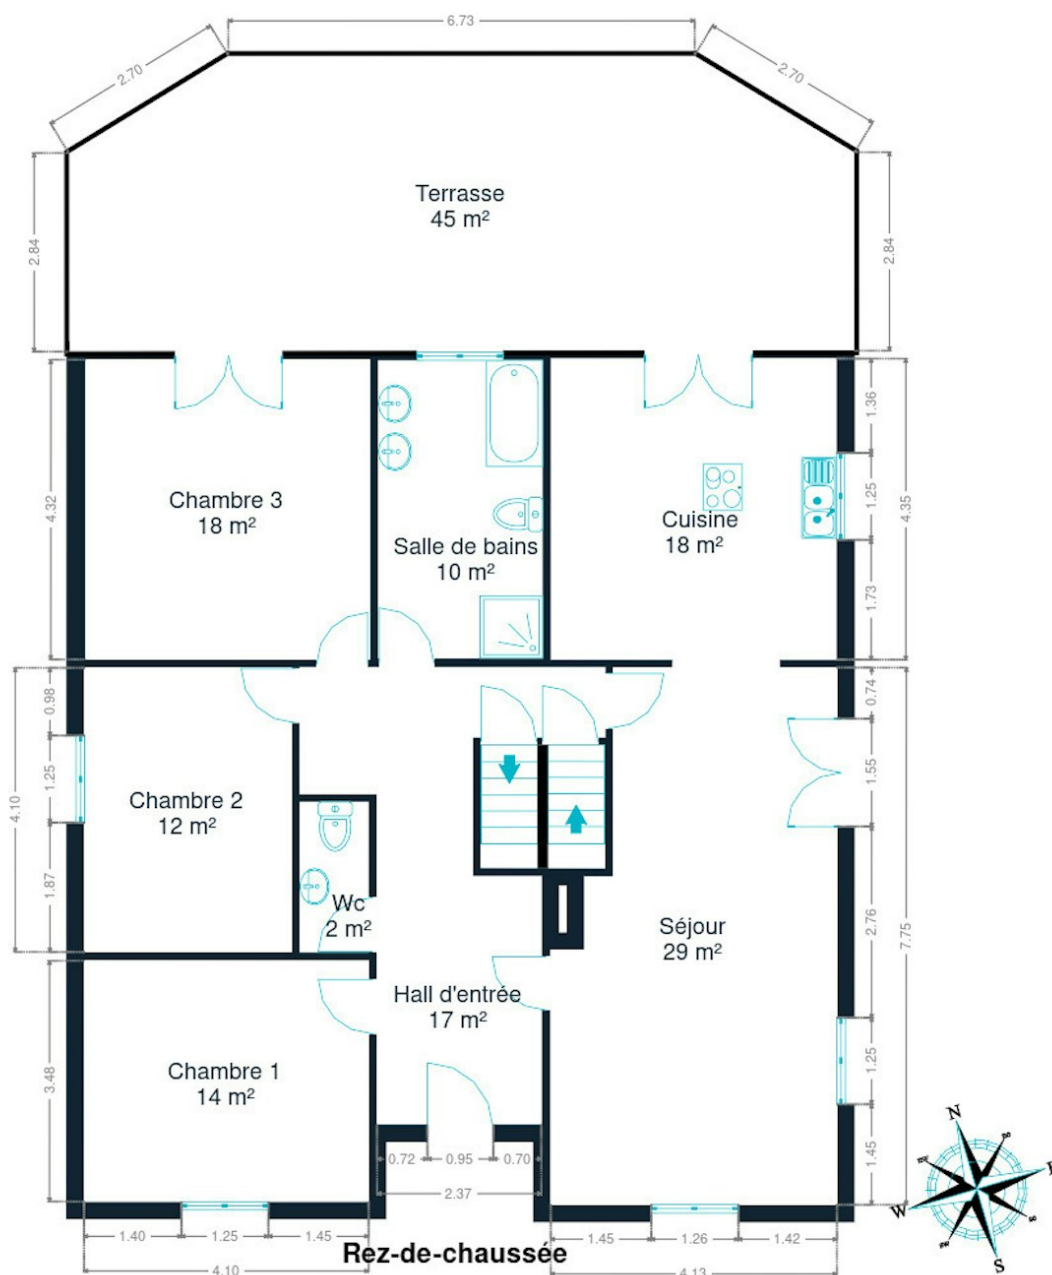 6.73
2.70
2.70
Terrasse
45 m²
2.84
2.84
1.36
Chambre 3
18 m²
4.32
1.25
4.35
Cuisine
18 m²
Salle de bains
10 m²
1.73
0.98
0.74
1.25
1.55
4.10
Chambre 2
12 m²
1.87
Wc
2 m²
2.76
7.75
Séjour
29 m²
Hall d'entrée
17 m²
3.48
Chambre 1
14 m²
1.25
1.45
0.72 0.95 0.70
2.37
N
E
W
S
1.40 1.25 1.45
1.45 1.26 1.42
Rez-de-chaussée
4.10
4.13